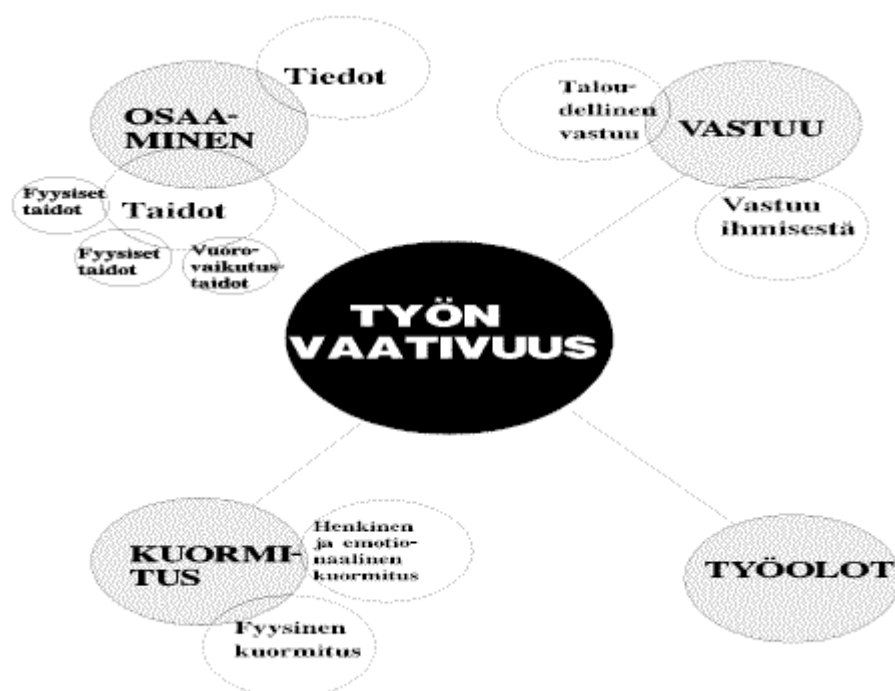 Tiedot
OSAA-
MINEN
Fyysiset
taidot
Taidot
Fyysiset
taidot
Vuoro-
vaikutus-
taidot
Talou-
dellinen
vastuu
VASTUU
Vastuu
ihmisestä
TYÖN
VAATIVUUS
KUORMI-
TUS
Henkinen
ja emotio-
naalinen
kuormitus
Fyysinen
kuormitus
TYÖOLOT